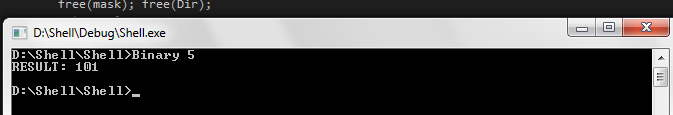 free(mask); free(Dir);
D:\Shell\Debug\Shell.exe
D:\Shell\Shell>Binary 5
RESULT: 101
D:\Shell\Shell>_